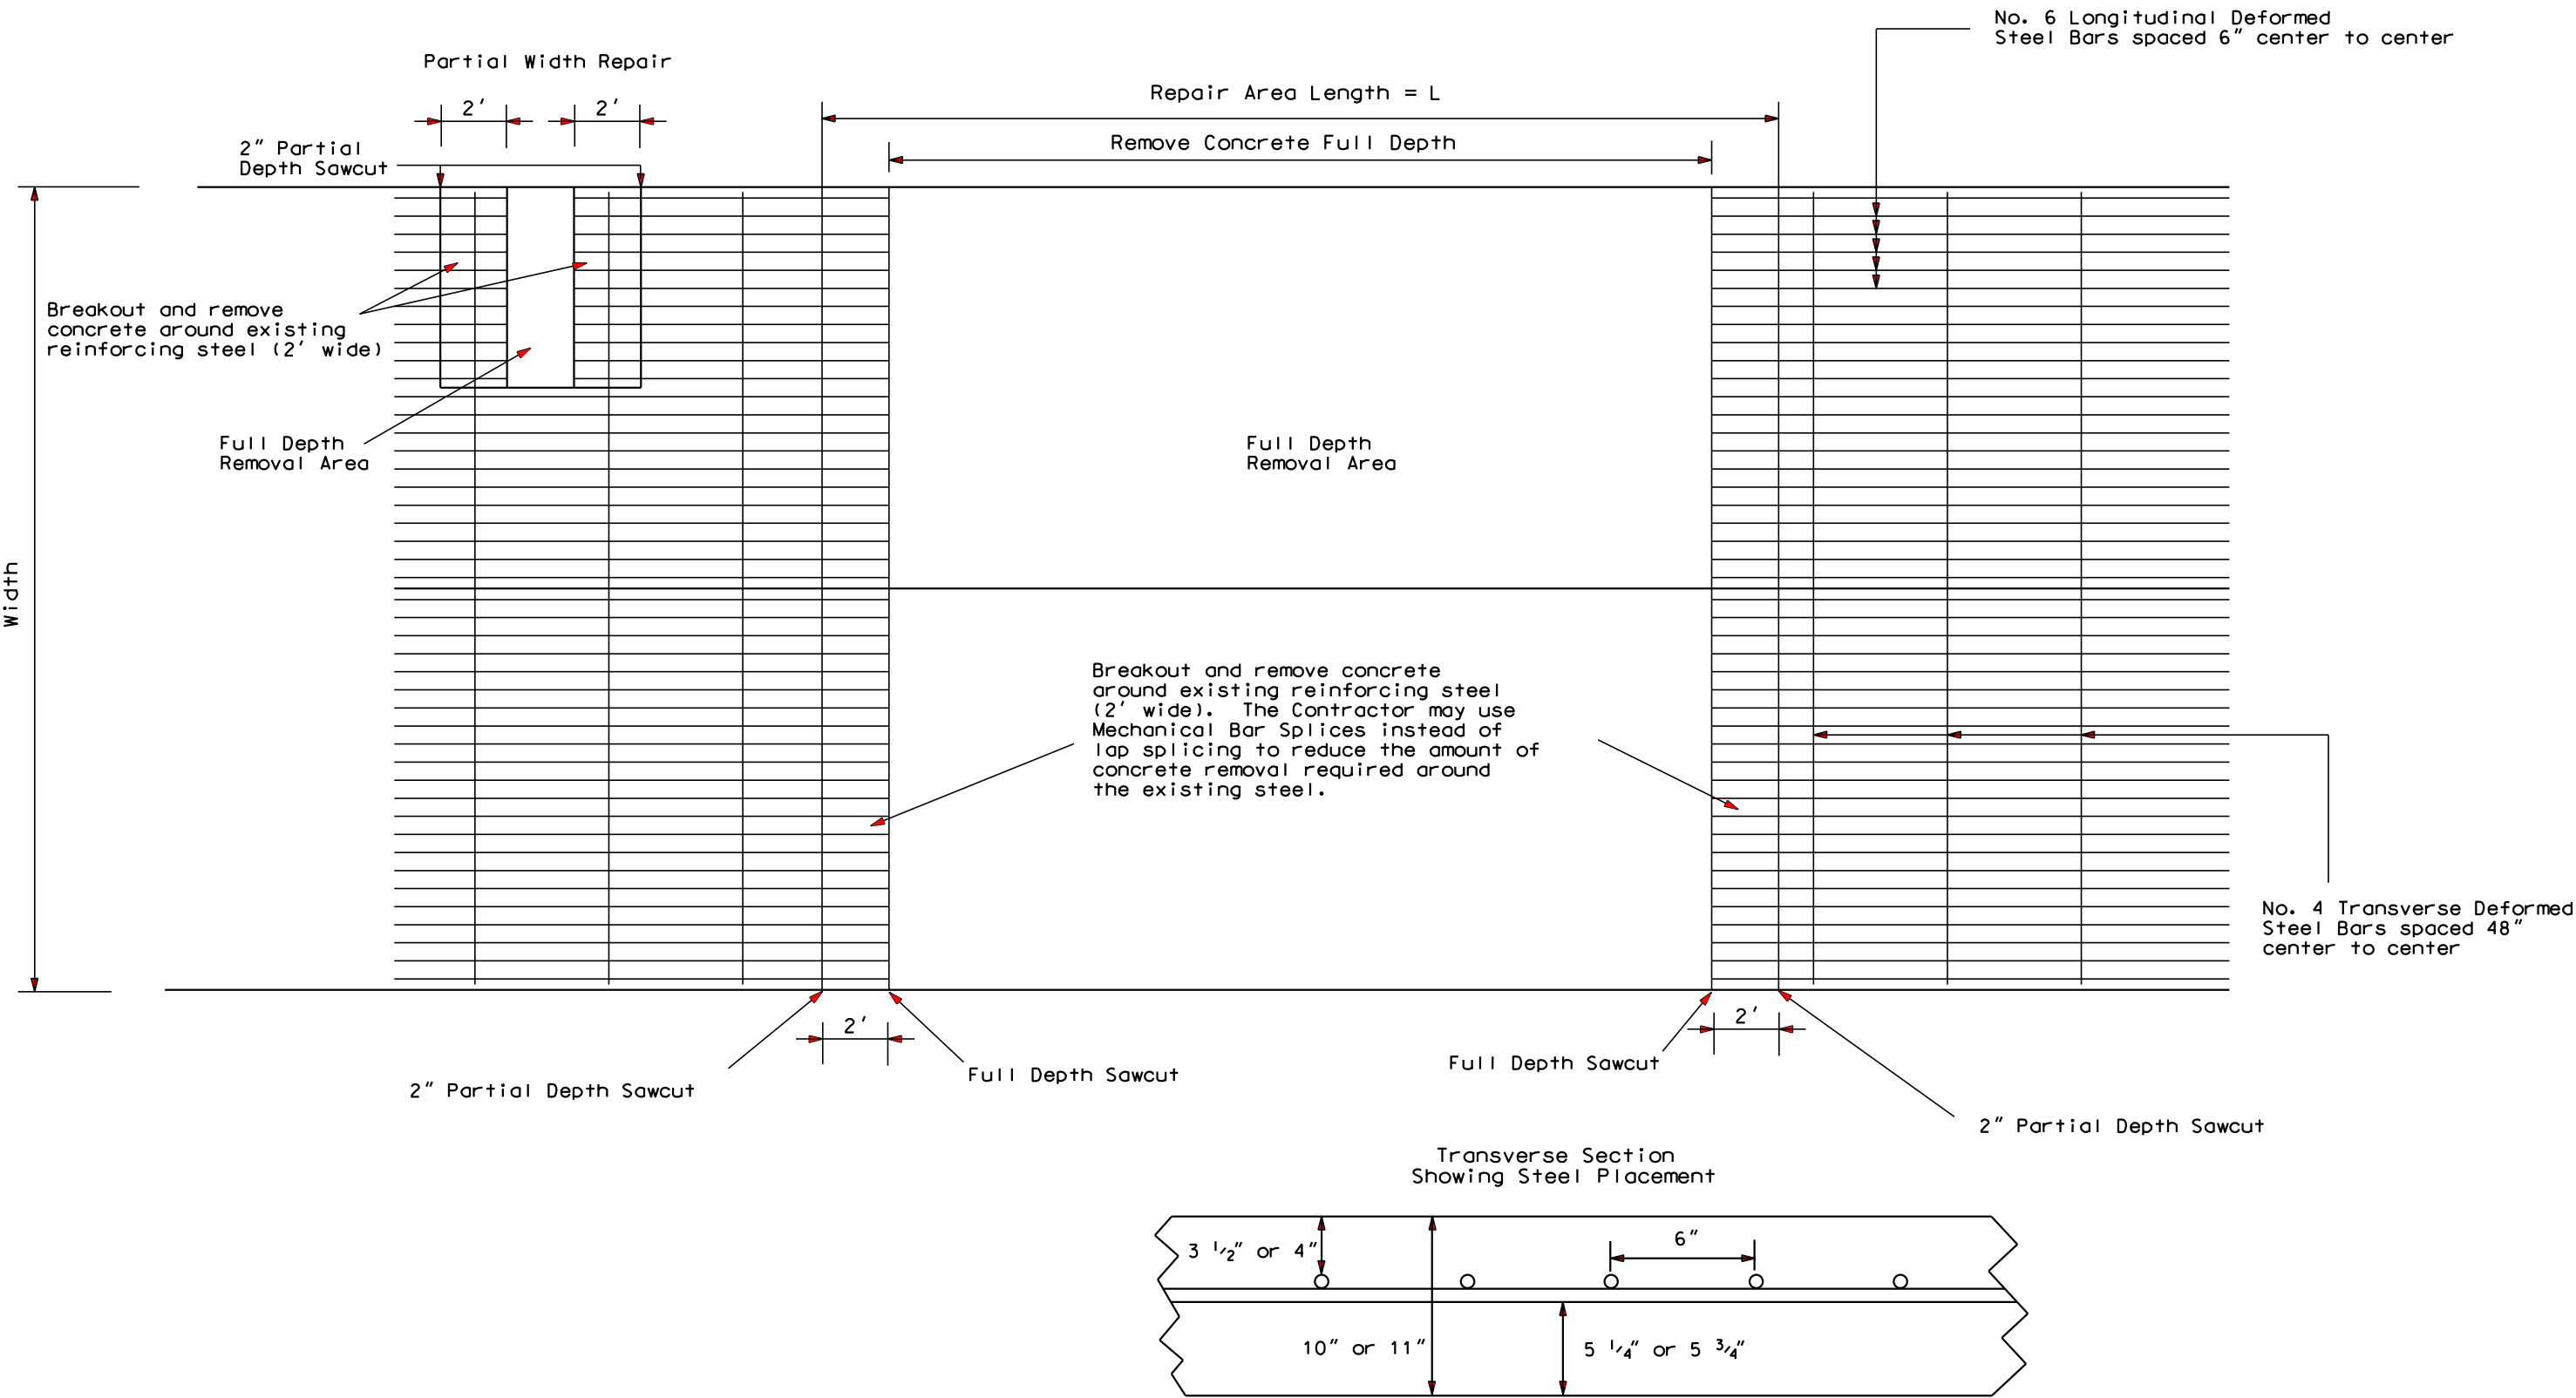 No. 6 Longitudinal Deformed
Steel Bars spaced 6" center to center
Partial Width Repair
Repair Area Length = L
2'
2'
Remove Concrete Full Depth
2" Partial
Depth Sawcut
Breakout and remove
concrete around existing
reinforcing steel (2' wide)
Full Depth
Removal Area
Full Depth
Removal Area
Width
Breakout and remove concrete
around existing reinforcing steel
(2' wide). The Contractor may use
Mechanical Bar Splices instead of
lap splicing to reduce the amount of
concrete removal required around
the existing steel.
No. 4 Transverse Deformed
Steel Bars spaced 48"
center to center
2'
2'
2" Partial Depth Sawcut
Full Depth Sawcut
Full Depth Sawcut
2" Partial Depth Sawcut
Transverse Section
Showing Steel Placement
3 1/2" or 4"
6"
10" or 11"
5 1/4" or 5 3/4"